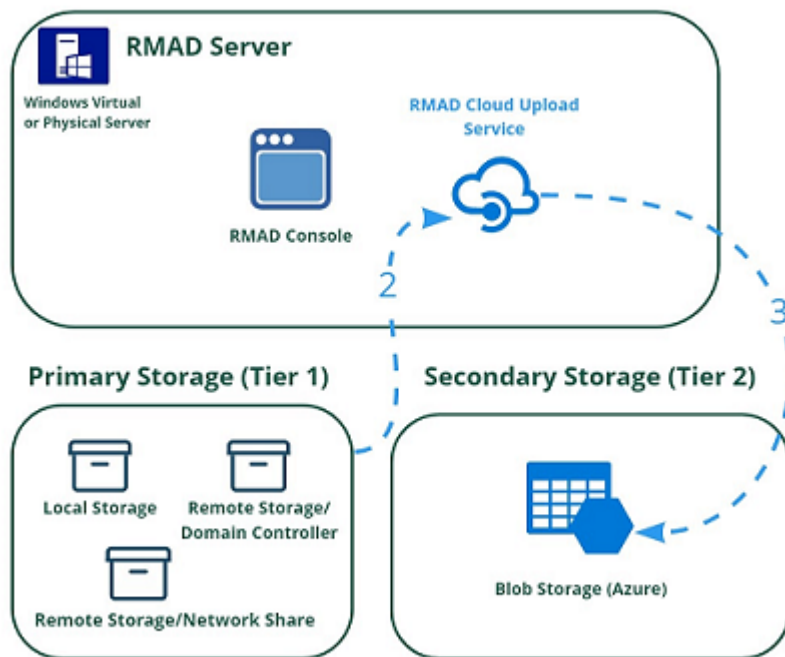 RMAD Server
Windows Virtual
or Physical Server
RMAD Cloud Upload
Service
RMAD Console
2
3
Primary Storage (Tier 1)
Secondary Storage (Tier 2)
Local Storage
Remote Storage/
Domain Controller
Remote Storage/Network Share
Blob Storage (Azure)